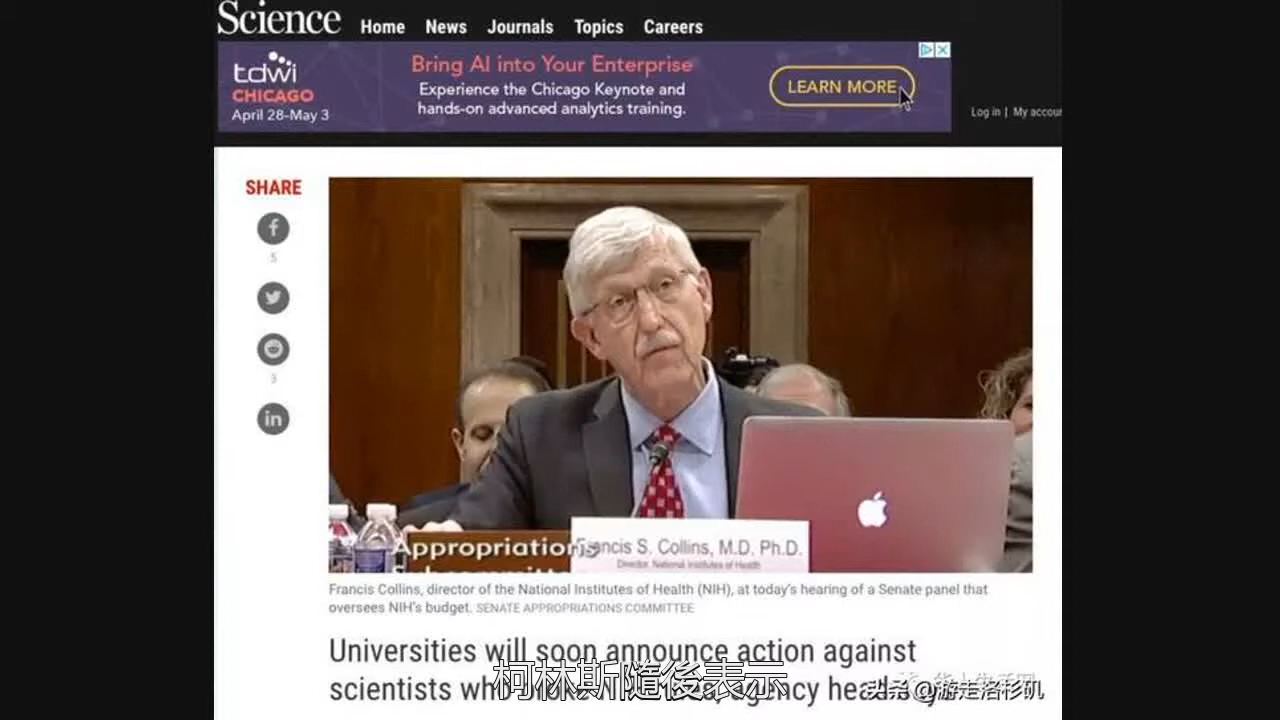 Science
Home News Journals Topics Careers
tdwi
CHICAGO
April 28-May 3
Bring AI into Your Enterprise
Experience the Chicago Keynote and
hands-on advanced analytics training.
LEARN MORE
Log in | My accoun
SHARE
5
3
Appropriations
Francis S. Collins, M.D. Ph.D.
Director, National Institutes of Health
Francis Collins, director of the National Institutes of Health (NIH), at today's hearing of a Senate panel that
oversees NIH's budget. SENATE APPROPRIATIONS COMMITTEE
Universities will soon announce action against
scientists who agency head
柯林斯隨後表示
头条@游走洛杉矶